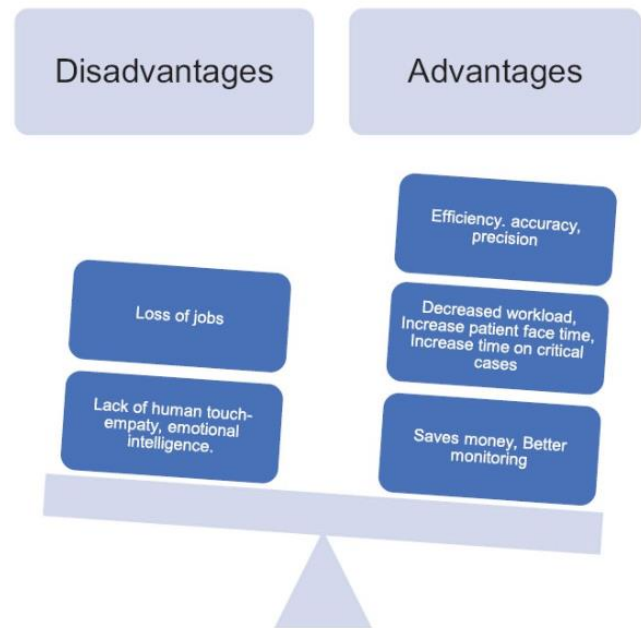 Disadvantages
Advantages
Loss of jobs
Lack of human touch-
empaty, emotional
intelligence.
Efficiency. accuracy,
precision
Decreased workload,
Increase patient face time,
Increase time on critical
cases
Saves money, Better
monitoring